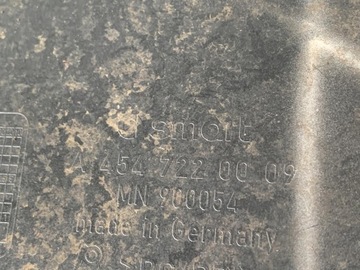 smart
A 454 722 00 09
MN 900054
made in Germany
©